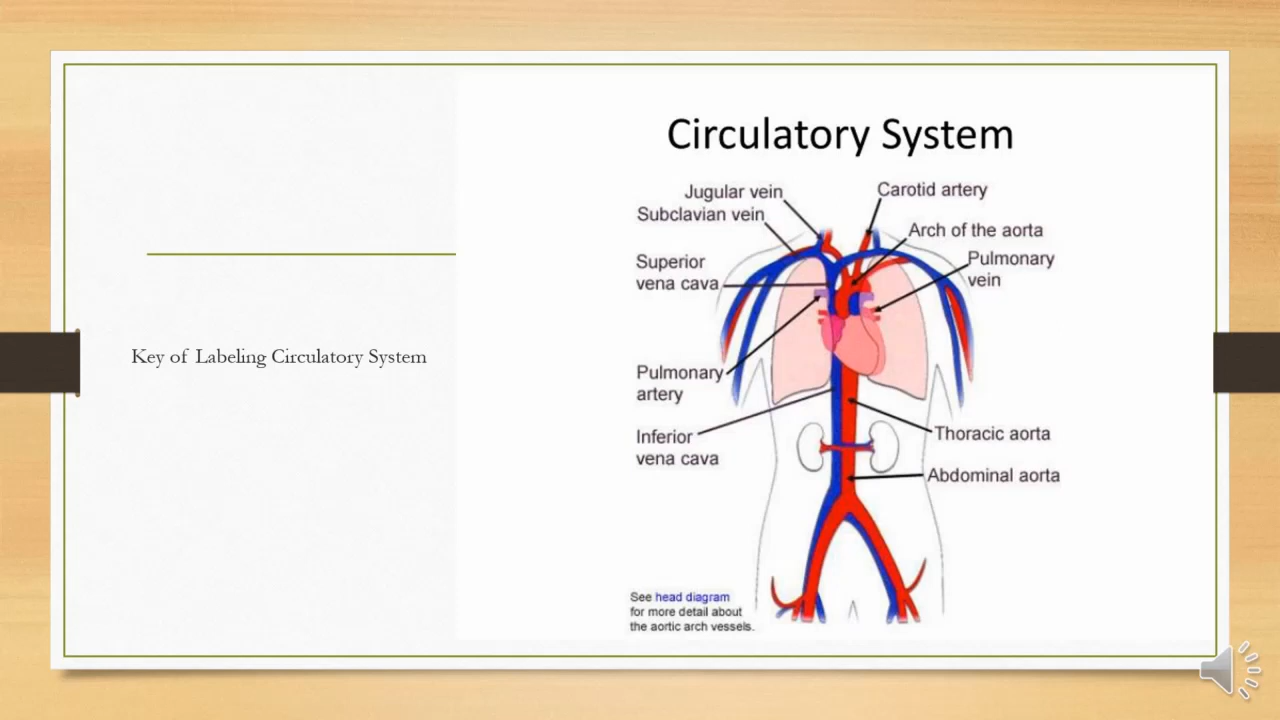 Circulatory System
Jugular vein
Carotid artery
Subclavian vein
Arch of the aorta
Superior
vena cava
Pulmonary
vein
Key of Labeling Circulatory System
Pulmonary
artery
Inferior
vena cava
Thoracic aorta
Abdominal aorta
See head diagram
for more detail about
the aortic arch vessels.